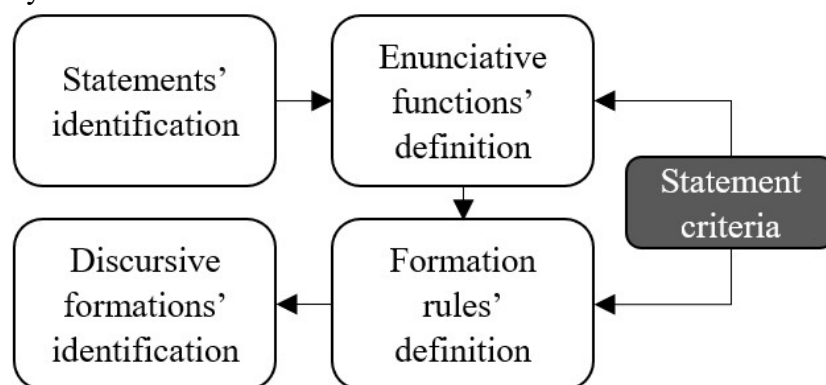 Statements’
identification
Enunciative
functions’
definition
Statement
criteria
Discursive
formations’
identification
Formation
rules’
definition